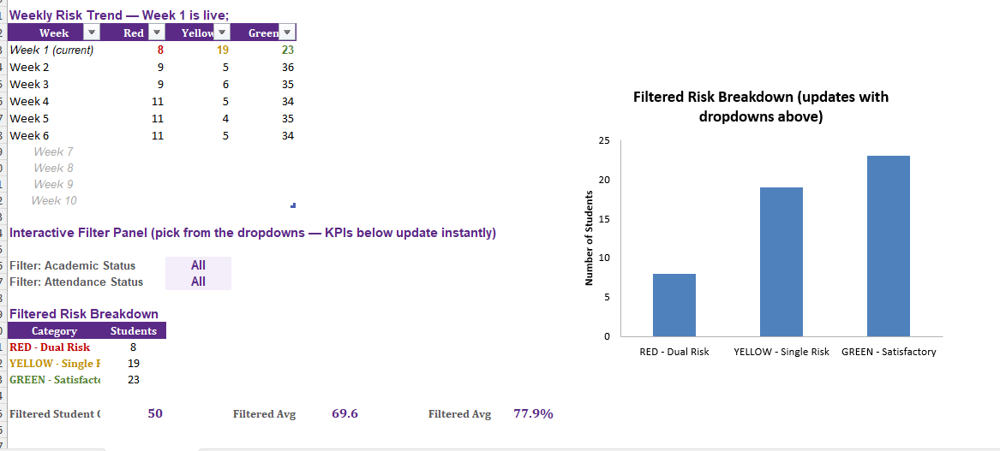 Weekly Risk Trend — Week 1 is live;
Week Red Yellow Green
Week 1 (current) 8 19 23
Week 2 9 5 36
Week 3 9 6 35
Week 4 11 5 34
Week 5 11 4 35
Week 6 11 5 34
Week 7
Week 8
Week 9
Week 10
Interactive Filter Panel (pick from the dropdowns — KPIs below update instantly)
Filter: Academic Status All
Filter: Attendance Status All
Filtered Risk Breakdown
Category Students
RED - Dual Risk 8
YELLOW - Single 19
GREEN - Satisfact 23
Filtered Student 50 Filtered Avg 69.6 Filtered Avg 77.9%
Filtered Risk Breakdown (updates with
dropdowns above)
Number of Students
25
20
15
10
5
0
RED - Dual Risk YELLOW - Single Risk GREEN - Satisfactory